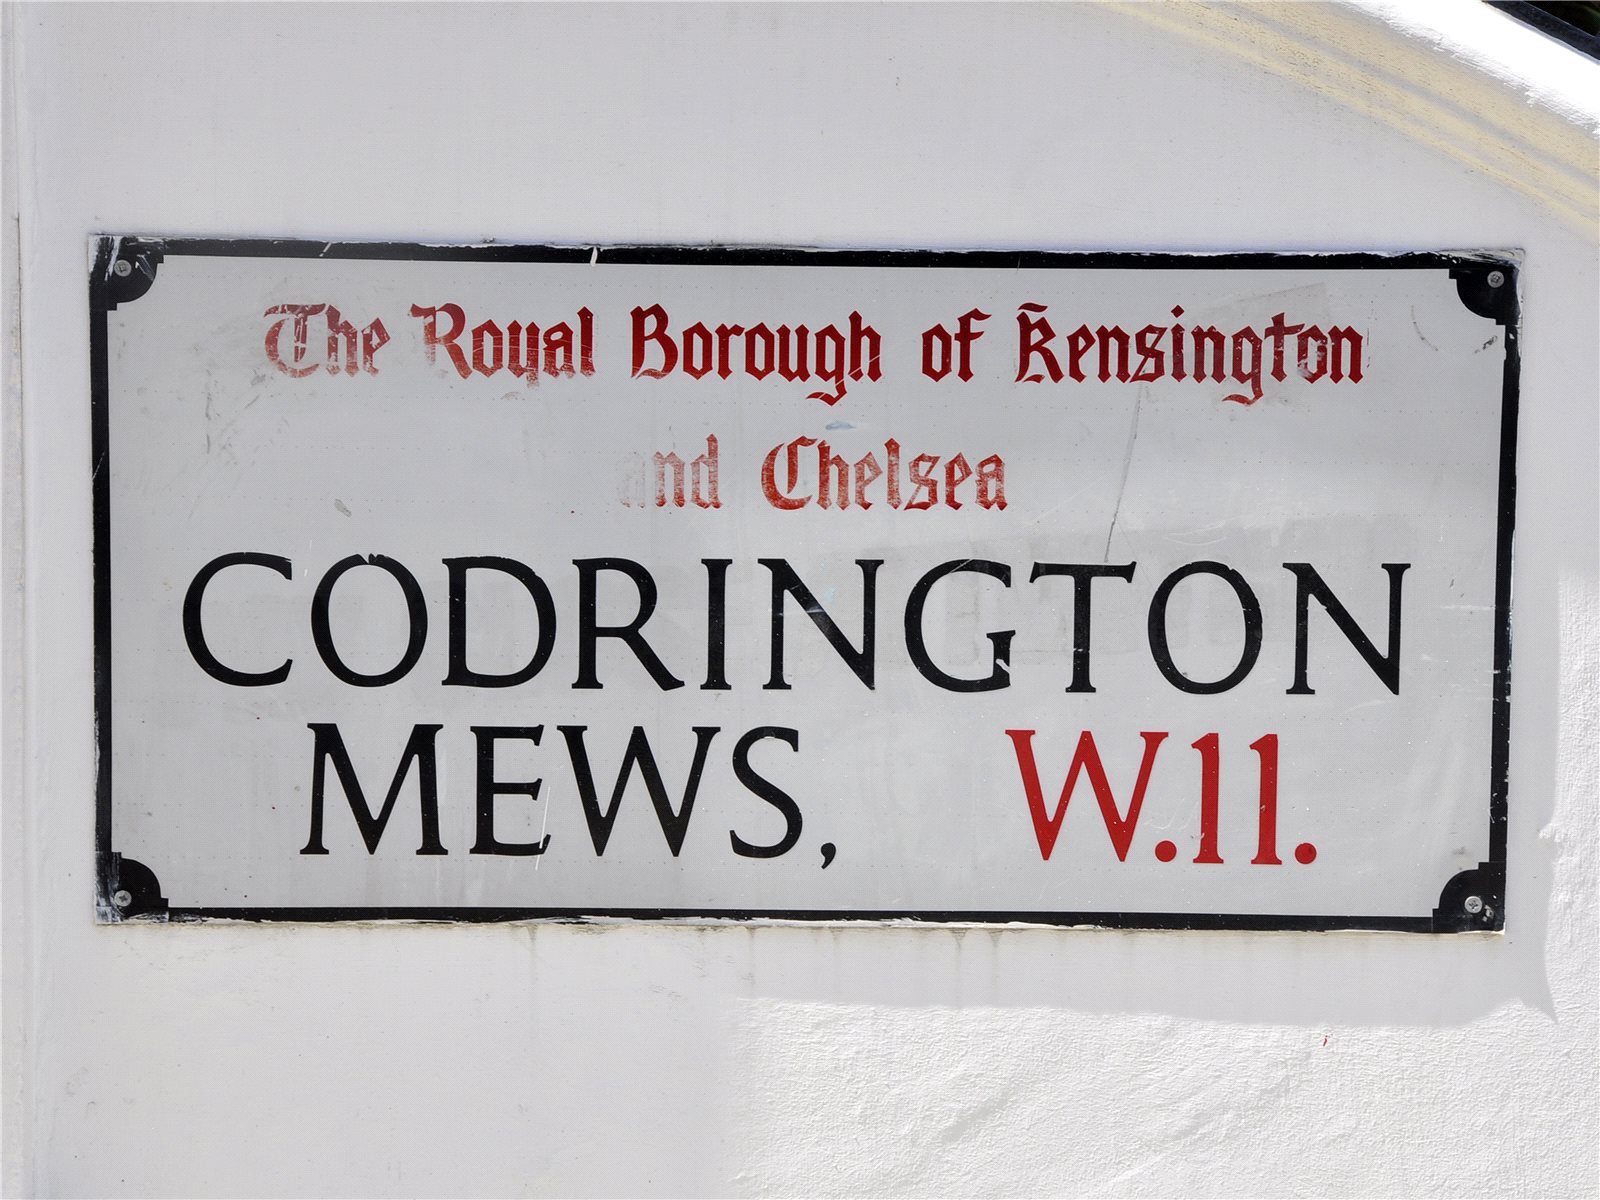 The Royal Borough of Kensington
and Chelsea
CODRINGTON
MEWS, W.11.